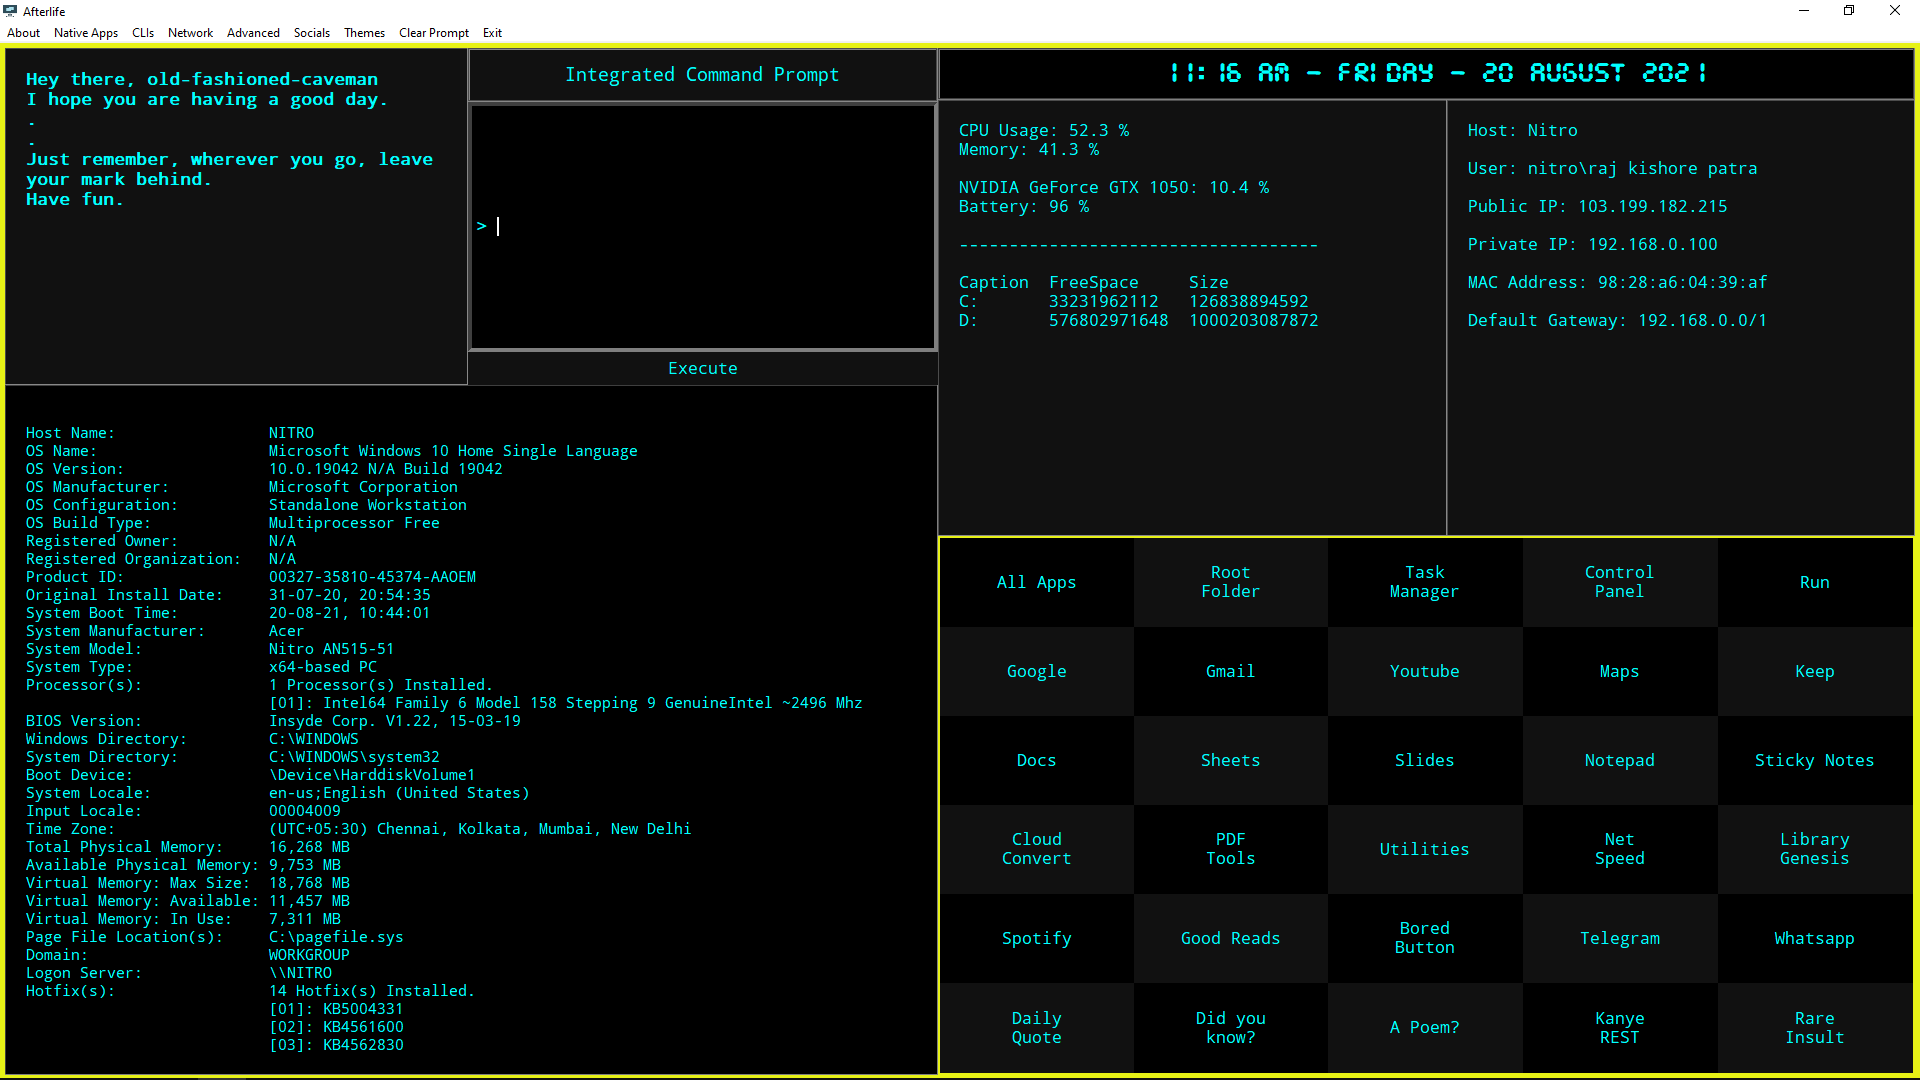 Afterlife
About Native Apps CLIs Network Advanced Socials Themes Clear Prompt Exit
Hey there, old-fashioned-caveman
I hope you are having a good day.
.
.
Just remember, wherever you go, leave
your mark behind.
Have fun.
Integrated Command Prompt
>
Execute
11:16 AM - FRIDAY - 20 AUGUST 2021
CPU Usage: 52.3 %
Memory: 41.3 %
NVIDIA GeForce GTX 1050: 10.4 %
Battery: 96 %
------------------------------------
Caption FreeSpace Size
C: 33231962112 126838894592
D: 576802971648 1000203087872
Host: Nitro
User: nitro\raj kishore patra
Public IP: 103.199.182.215
Private IP: 192.168.0.100
MAC Address: 98:28:a6:04:39:af
Default Gateway: 192.168.0.0/1
Host Name: NITRO
OS Name: Microsoft Windows 10 Home Single Language
OS Version: 10.0.19042 N/A Build 19042
OS Manufacturer: Microsoft Corporation
OS Configuration: Standalone Workstation
OS Build Type: Multiprocessor Free
Registered Owner: N/A
Registered Organization: N/A
Product ID: 00327-35810-45374-AAOEM
Original Install Date: 31-07-20, 20:54:35
System Boot Time: 20-08-21, 10:44:01
System Manufacturer: Acer
System Model: Nitro AN515-51
System Type: x64-based PC
Processor(s): 1 Processor(s) Installed.
[01]: Intel64 Family 6 Model 158 Stepping 9 GenuineIntel ~2496 Mhz
BIOS Version: Insyde Corp. V1.22, 15-03-19
Windows Directory: C:\WINDOWS
System Directory: C:\WINDOWS\system32
Boot Device: \Device\HarddiskVolume1
System Locale: en-us;English (United States)
Input Locale: 00004009
Time Zone: (UTC+05:30) Chennai, Kolkata, Mumbai, New Delhi
Total Physical Memory: 16,268 MB
Available Physical Memory: 9,753 MB
Virtual Memory: Max Size: 18,768 MB
Virtual Memory: Available: 11,457 MB
Virtual Memory: In Use: 7,311 MB
Page File Location(s): C:\pagefile.sys
Domain: WORKGROUP
Logon Server: \\NITRO
Hotfix(s): 14 Hotfix(s) Installed.
[01]: KB5004331
[02]: KB4561600
[03]: KB4562830
All Apps
Root
Folder
Task
Manager
Control
Panel
Run
Google
Gmail
Youtube
Maps
Keep
Docs
Sheets
Slides
Notepad
Sticky Notes
Cloud
Convert
PDF
Tools
Utilities
Net
Speed
Library
Genesis
Spotify
Good Reads
Bored
Button
Telegram
Whatsapp
Daily
Quote
Did you
know?
A Poem?
Kanye
REST
Rare
Insult